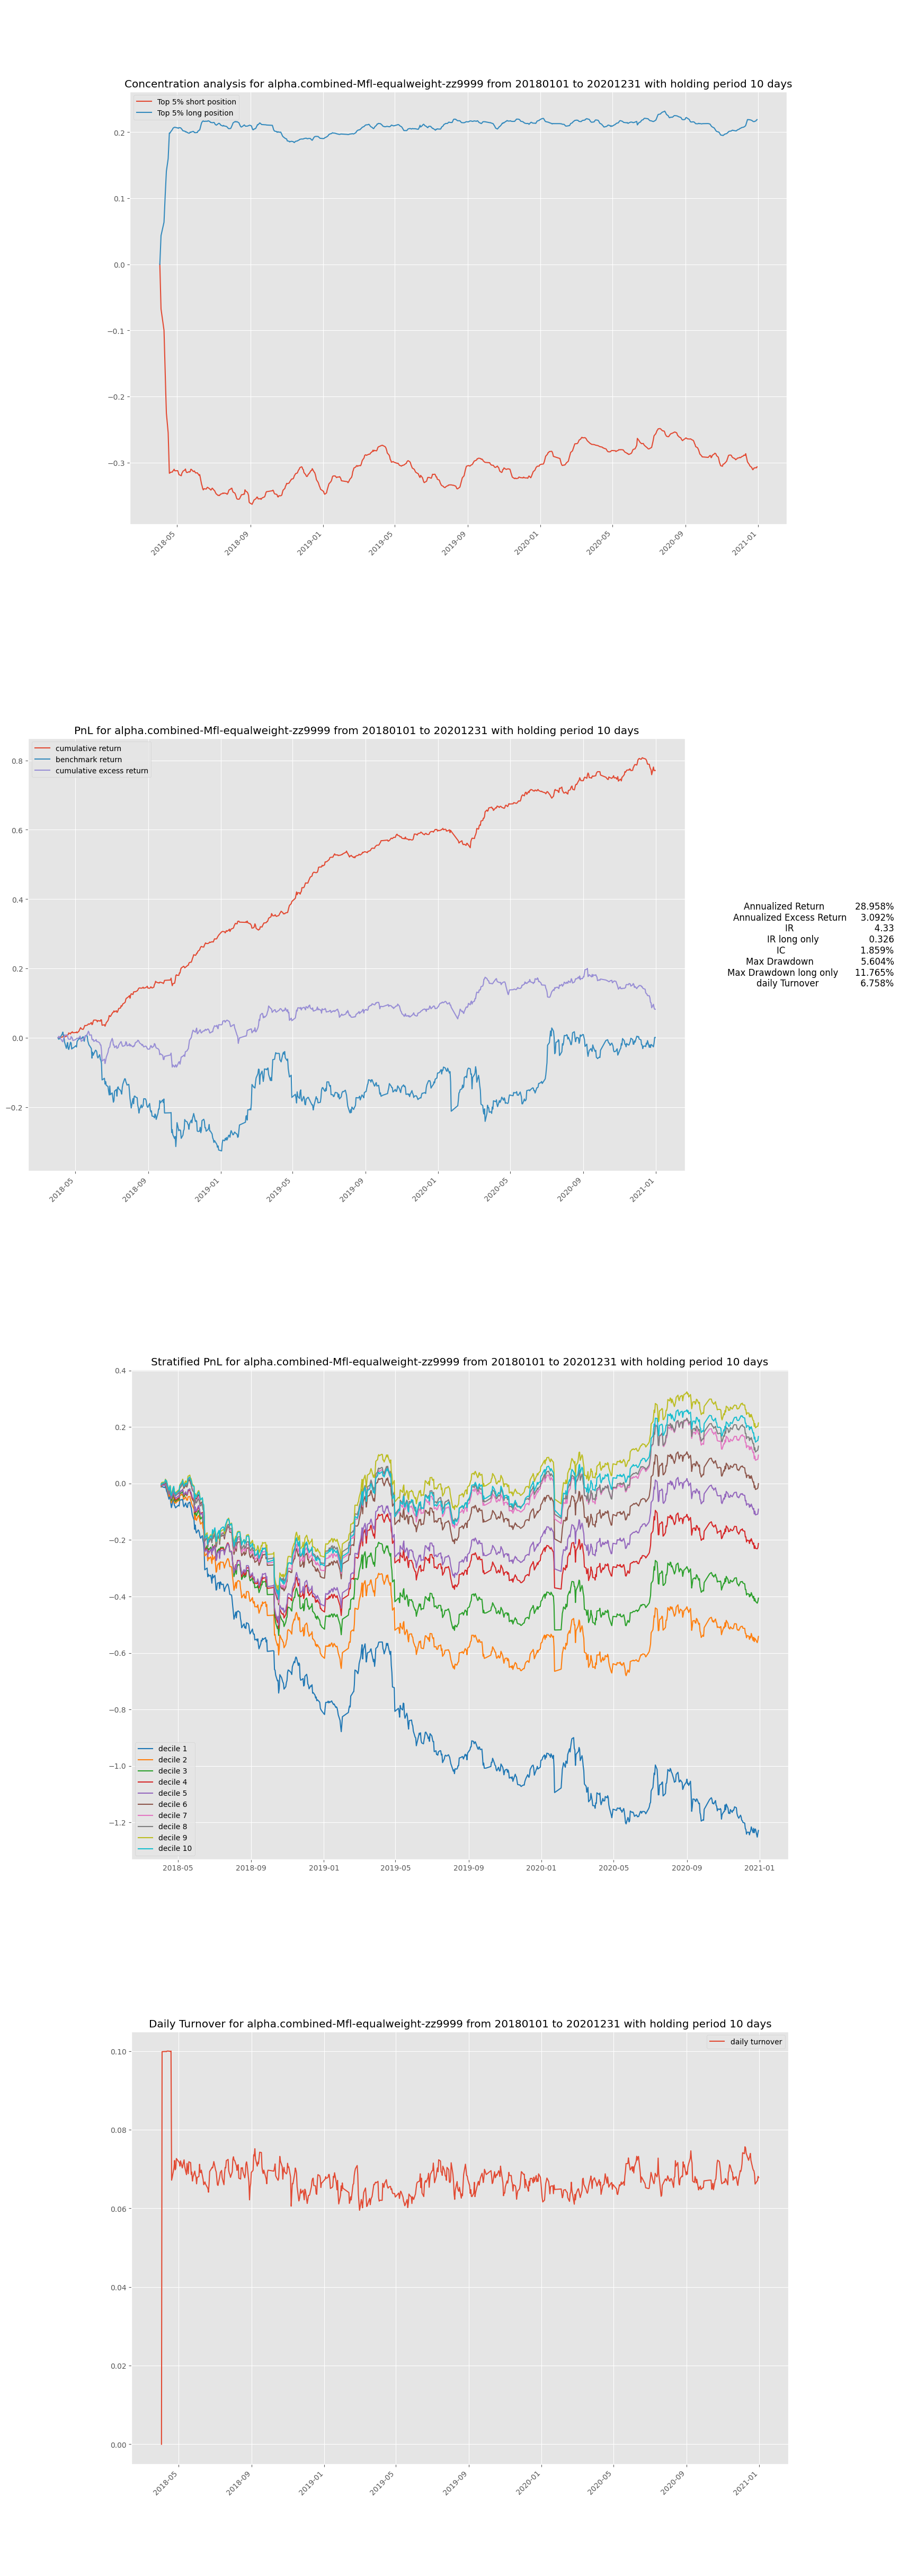 Concentration analysis for alpha.combined-Mfl-equalweight-zz9999 from 20180101 to 20201231 with holding period 10 days
Top 5% short position
Top 5% long position
0.2
0.1
0.0
−0.1
−0.2
−0.3
2018-05
2018-09
2019-01
2019-05
2019-09
2020-01
2020-05
2020-09
2021-01
PnL for alpha.combined-Mfl-equalweight-zz9999 from 20180101 to 20201231 with holding period 10 days
cumulative return
benchmark return
cumulative excess return
0.8
0.6
0.4
0.2
0.0
−0.2
2018-05
2018-09
2019-01
2019-05
2019-09
2020-01
2020-05
2020-09
2021-01
Annualized Return 28.958%
Annualized Excess Return 3.092%
IR 4.33
IR long only 0.326
IC 1.859%
Max Drawdown 5.604%
Max Drawdown long only 11.765%
daily Turnover 6.758%
Stratified PnL for alpha.combined-Mfl-equalweight-zz9999 from 20180101 to 20201231 with holding period 10 days
0.4
0.2
0.0
−0.2
−0.4
−0.6
−0.8
−1.0
−1.2
decile 1
decile 2
decile 3
decile 4
decile 5
decile 6
decile 7
decile 8
decile 9
decile 10
2018-05
2018-09
2019-01
2019-05
2019-09
2020-01
2020-05
2020-09
2021-01
Daily Turnover for alpha.combined-Mfl-equalweight-zz9999 from 20180101 to 20201231 with holding period 10 days
daily turnover
0.10
0.08
0.06
0.04
0.02
0.00
2018-05
2018-09
2019-01
2019-05
2019-09
2020-01
2020-05
2020-09
2021-01